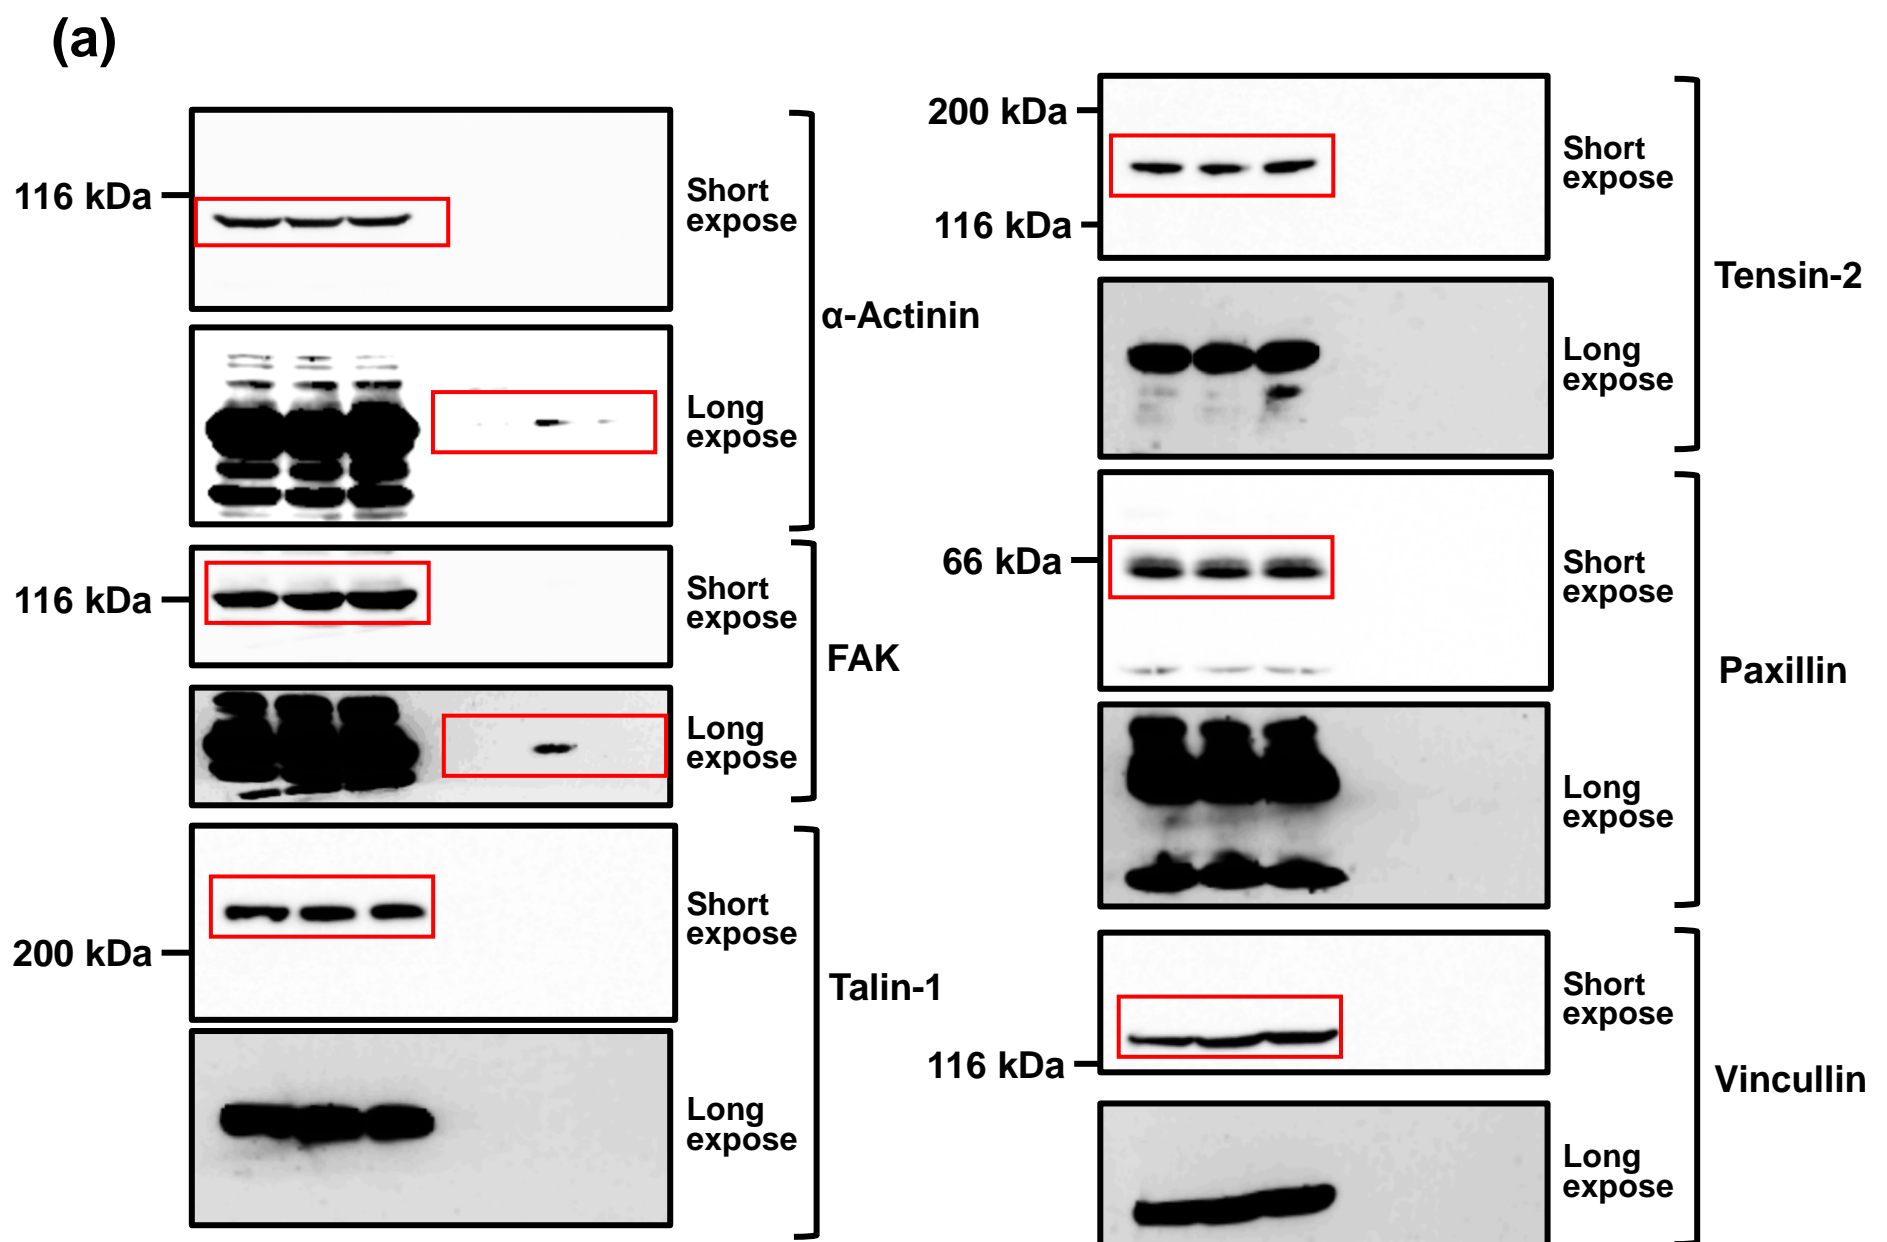 (a)
116 kDa
Short
expose
Long
expose
α-Actinin
116 kDa
Short
expose
Long
expose
FAK
200 kDa
Short
expose
Long
expose
Talin-1
200 kDa
116 kDa
Short
expose
Long
expose
Tensin-2
66 kDa
Short
expose
Long
expose
Paxillin
116 kDa
Short
expose
Long
expose
Vincullin